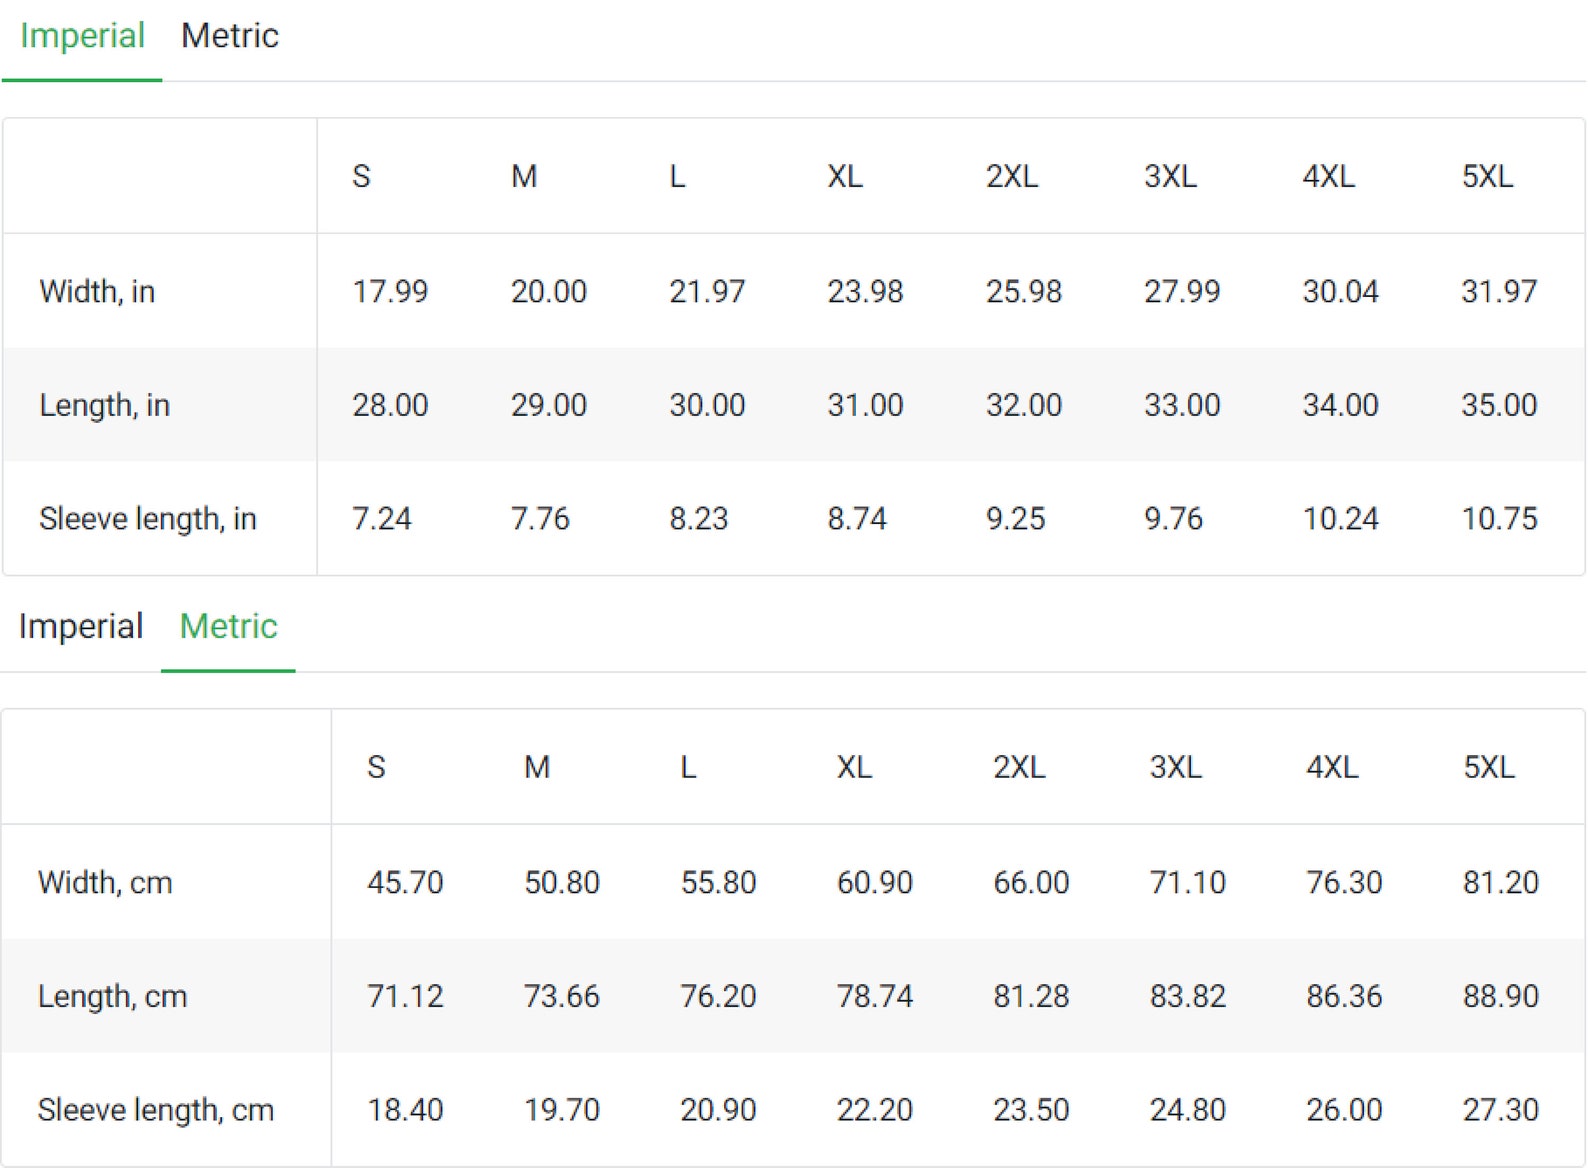 Imperial Metric
S M L XL 2XL 3XL 4XL 5XL
Width, in 17.99 20.00 21.97 23.98 25.98 27.99 30.04 31.97
Length, in 28.00 29.00 30.00 31.00 32.00 33.00 34.00 35.00
Sleeve length, in 7.24 7.76 8.23 8.74 9.25 9.76 10.24 10.75
Imperial Metric
S M L XL 2XL 3XL 4XL 5XL
Width, cm 45.70 50.80 55.80 60.90 66.00 71.10 76.30 81.20
Length, cm 71.12 73.66 76.20 78.74 81.28 83.82 86.36 88.90
Sleeve length, cm 18.40 19.70 20.90 22.20 23.50 24.80 26.00 27.30